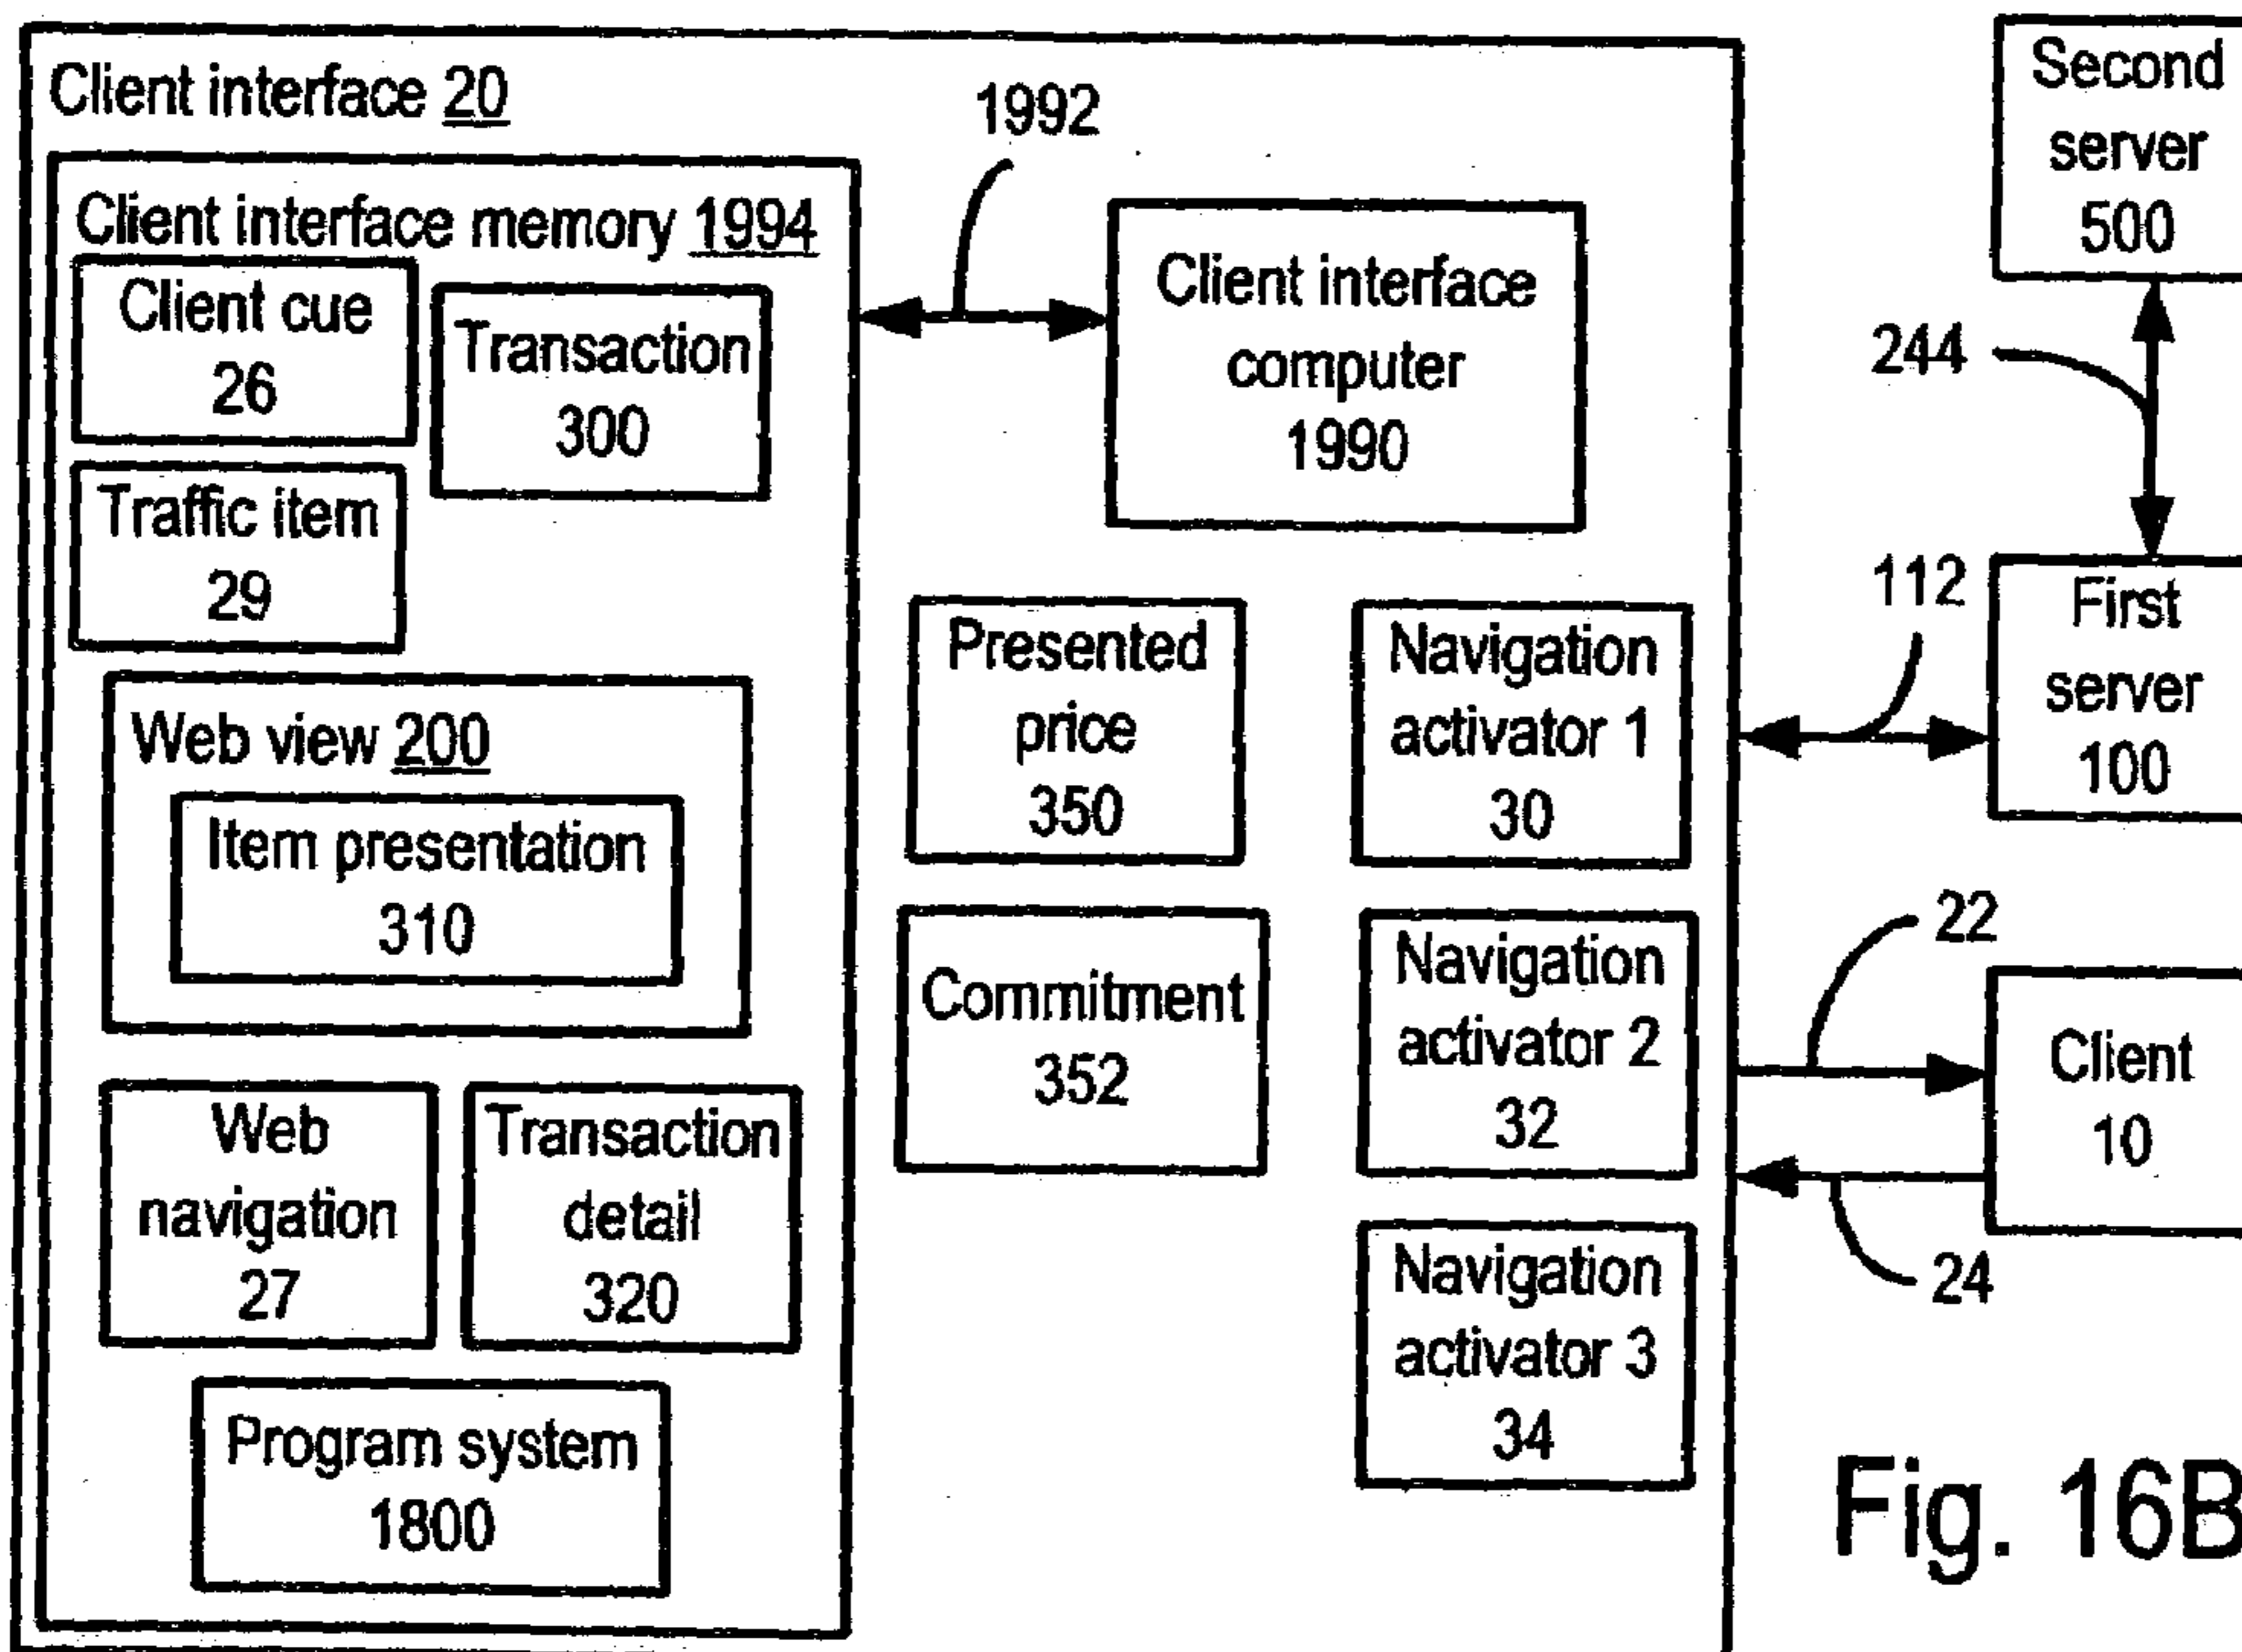 Client interface 20
1992
Client interface memory 1994
Client cue
26
Transaction
300
Traffic item
29
Web view 200
Item presentation
310
Web
navigation
27
Transaction
detail
320
Program system
1800
Client interface
computer
1990
Presented
price
350
Commitment
352
Navigation
activator 1
30
Navigation
activator 2
32
Navigation
activator 3
34
Second
server
500
244
112
First
server
100
22
Client
10
24
Fig. 16B